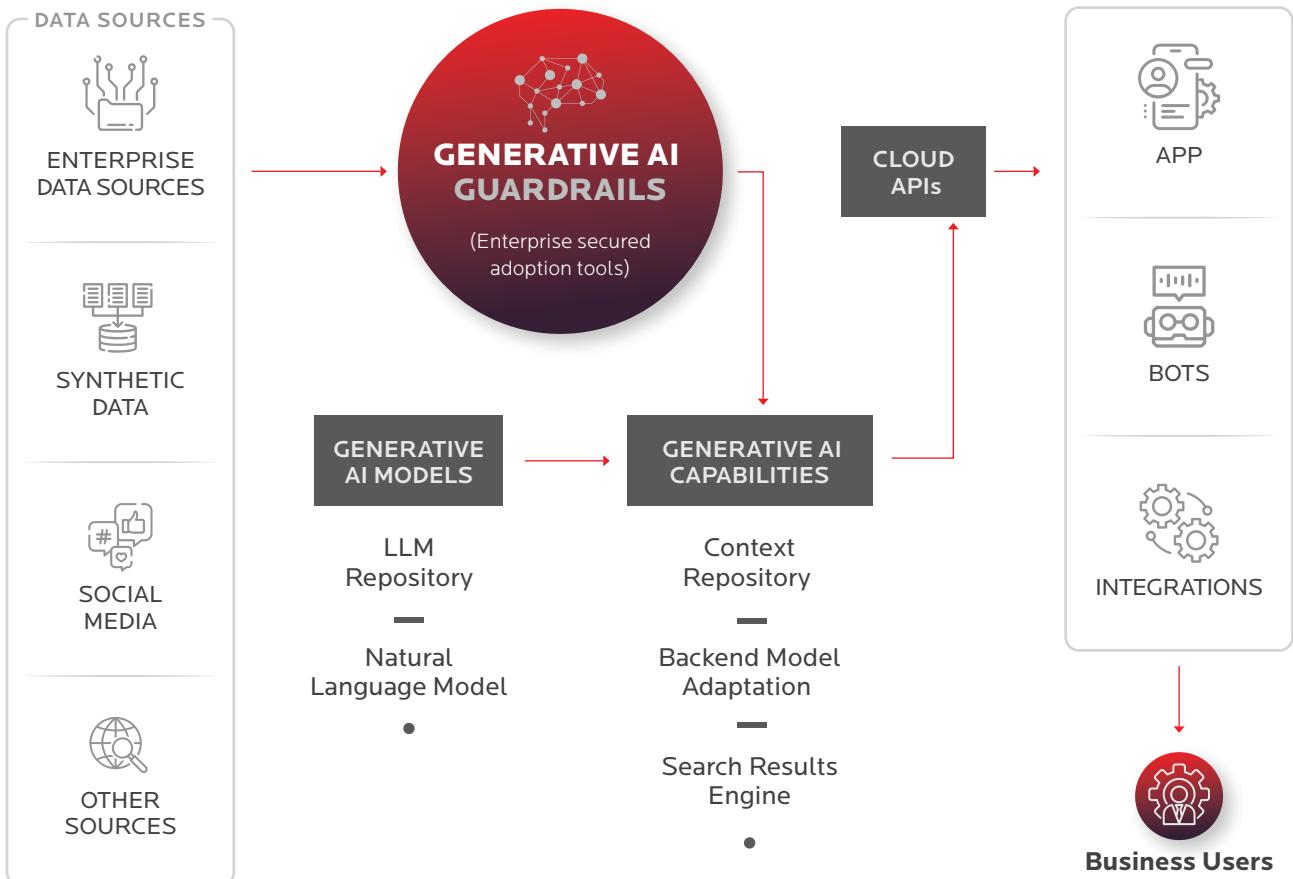 DATA SOURCES
ENTERPRISE
DATA SOURCES
SYNTHETIC
DATA
SOCIAL
MEDIA
OTHER
SOURCES
GENERATIVE AI
GUARDRAILS
(Enterprise secured
adoption tools)
GENERATIVE
AI MODELS
LLM
Repository
Natural
Language Model
GENERATIVE AI
CAPABILITIES
Context
Repository
Backend Model
Adaptation
Search Results
Engine
CLOUD
APIs
APP
BOTS
INTEGRATIONS
Business Users